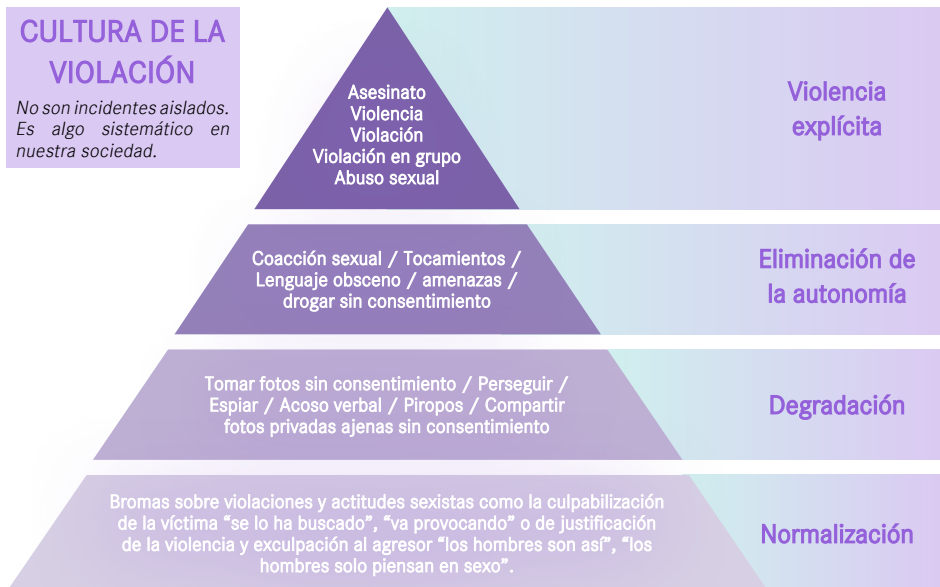 CULTURA DE LA
VIOLACIÓN
No son incidentes aislados.
Es algo sistemático en
nuestra sociedad.
Asesinato
Violencia
Violación
Violación en grupo
Abuso sexual
Violencia
explícita
Coacción sexual / Tocamientos /
Lenguaje obsceno / amenazas /
drogar sin consentimiento
Eliminación de
la autonomía
Tomar fotos sin consentimiento / Perseguir /
Espiar / Acoso verbal / Piropos / Compartir
fotos privadas ajenas sin consentimiento
Degradación
Bromas sobre violaciones y actitudes sexistas como la culpabilización
de la víctima “se lo ha buscado”, “va provocando” o de justificación
de la violencia y exculpación al agresor “los hombres son así”, “los
hombres solo piensan en sexo”.
Normalización